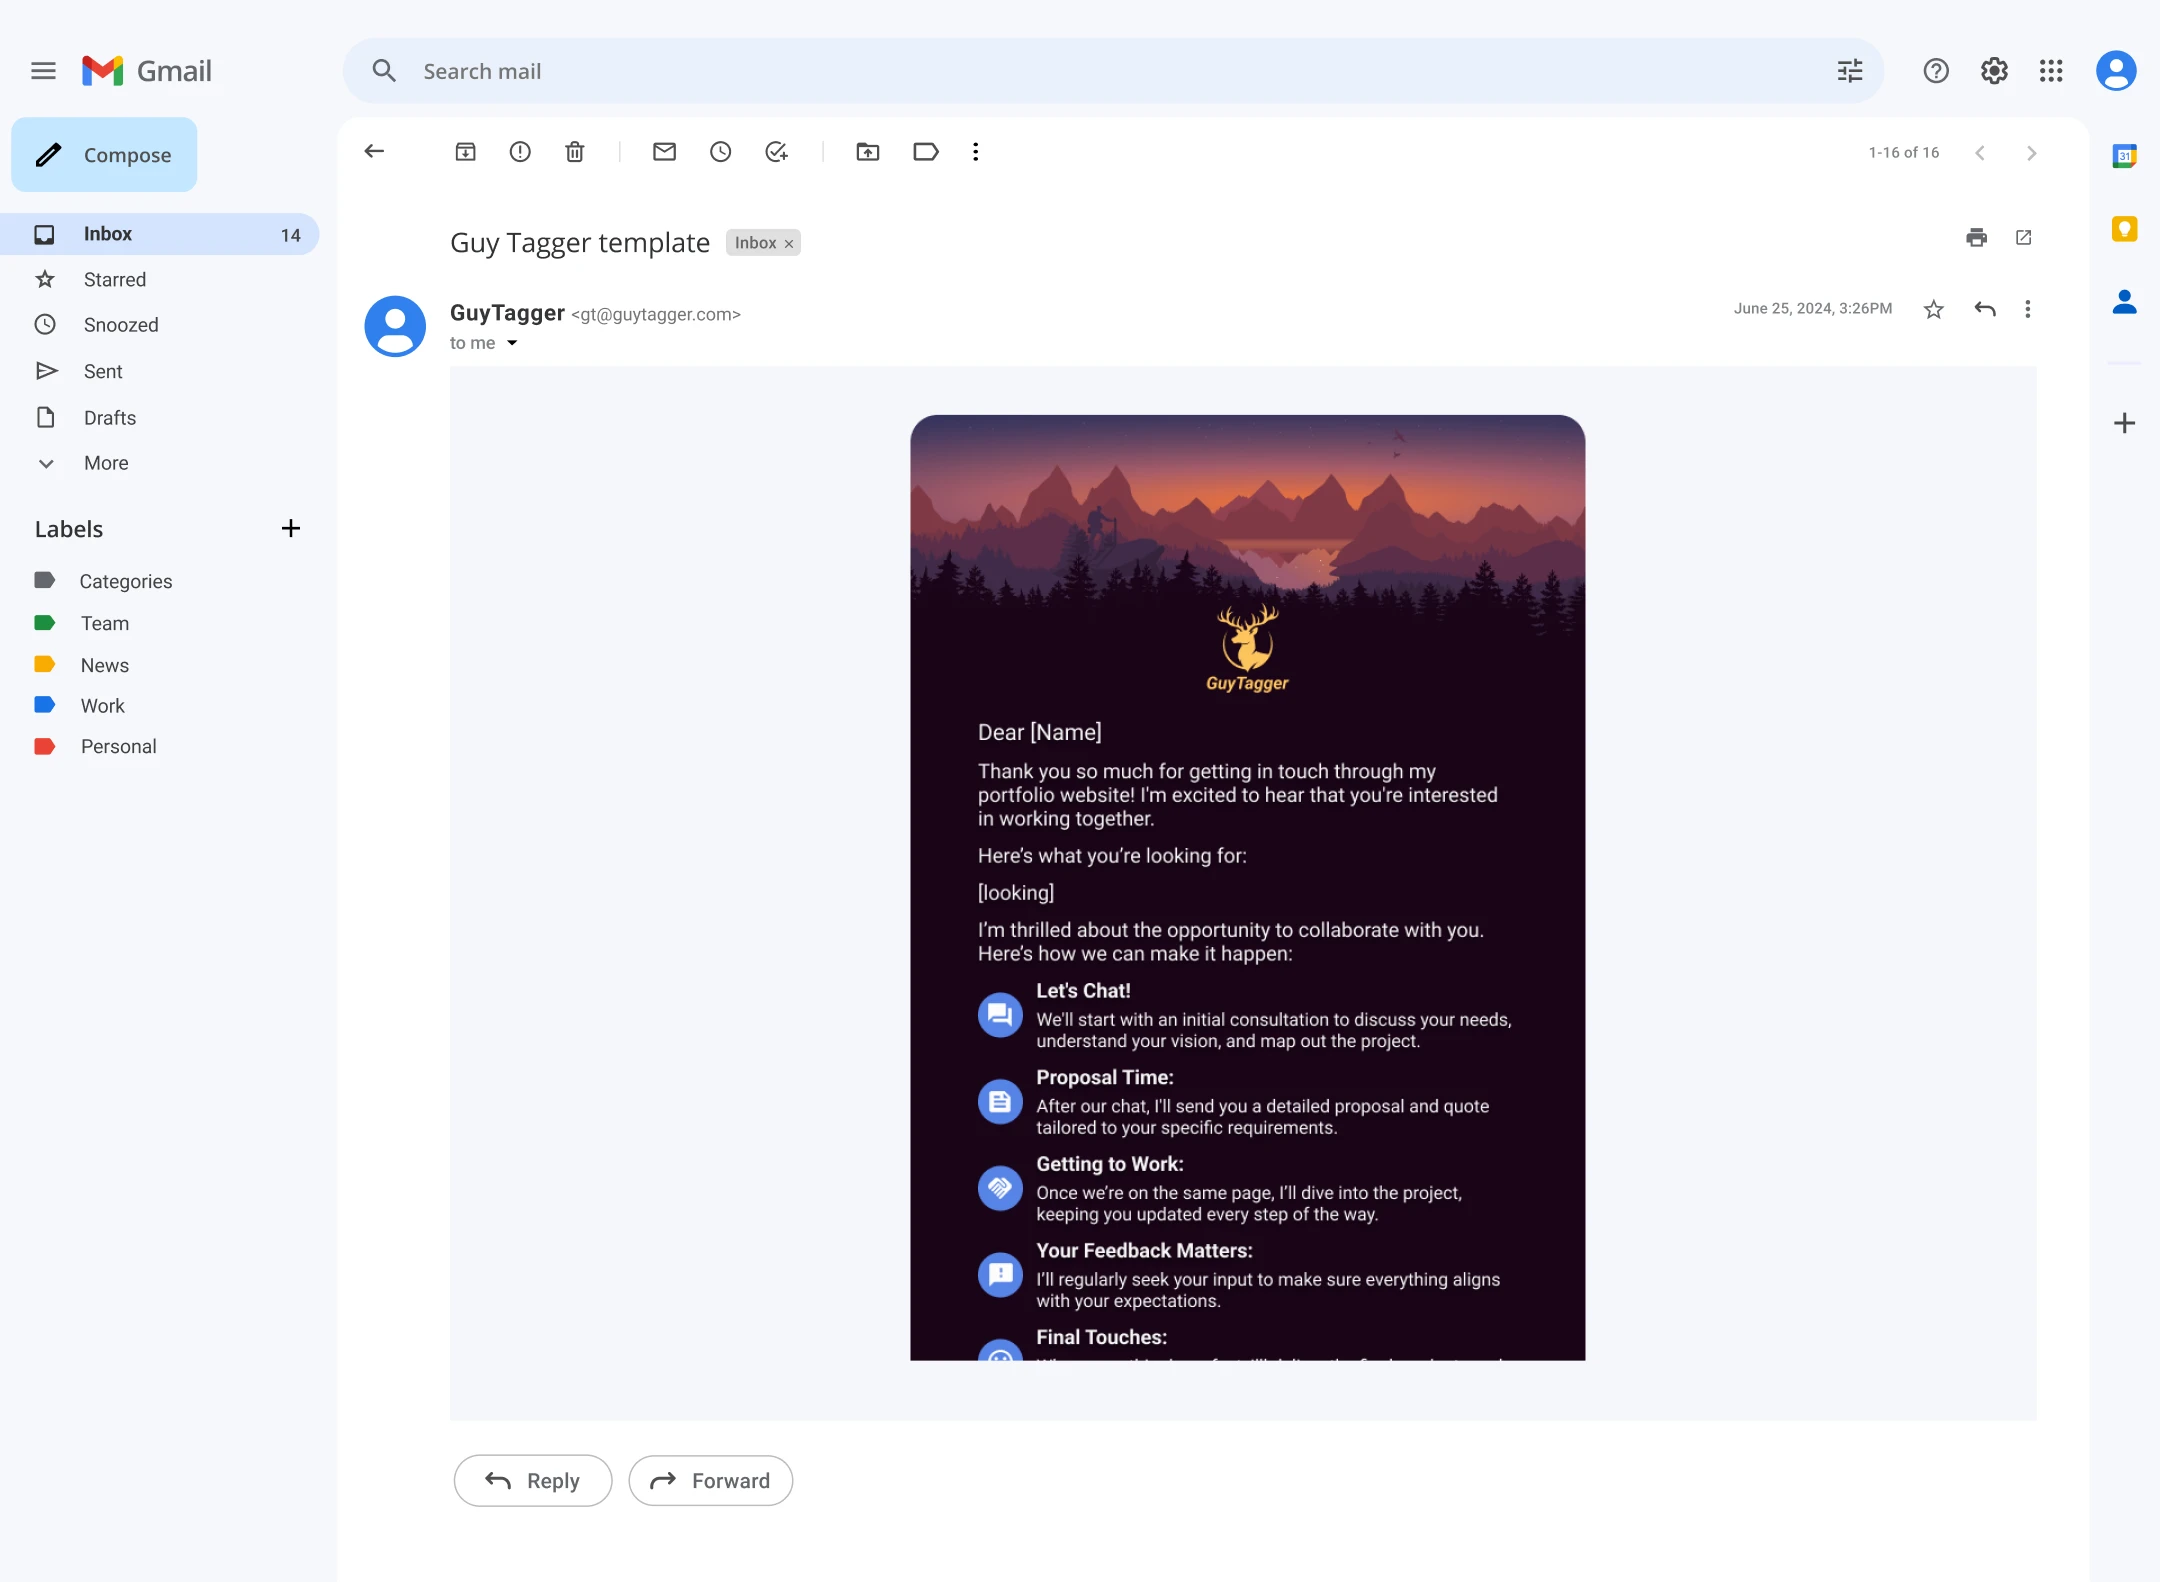 Gmail
Search mail
Compose
Inbox 14
Starred
Snoozed
Sent
Drafts
More
Labels
Categories
Team
News
Work
Personal
1-16 of 16
31
Guy Tagger template Inbox ×
GuyTagger <gt@guytagger.com>
June 25, 2024, 3:26PM
to me
GuyTagger
Dear [Name]
Thank you so much for getting in touch through my
portfolio website! I'm excited to hear that you're interested
in working together.
Here’s what you’re looking for:
[looking]
I’m thrilled about the opportunity to collaborate with you.
Here’s how we can make it happen:
Let's Chat!
We'll start with an initial consultation to discuss your needs,
understand your vision, and map out the project.
Proposal Time:
After our chat, I'll send you a detailed proposal and quote
tailored to your specific requirements.
Getting to Work:
Once we’re on the same page, I’ll dive into the project,
keeping you updated every step of the way.
Your Feedback Matters:
I’ll regularly seek your input to make sure everything aligns
with your expectations.
Final Touches:
Reply
Forward